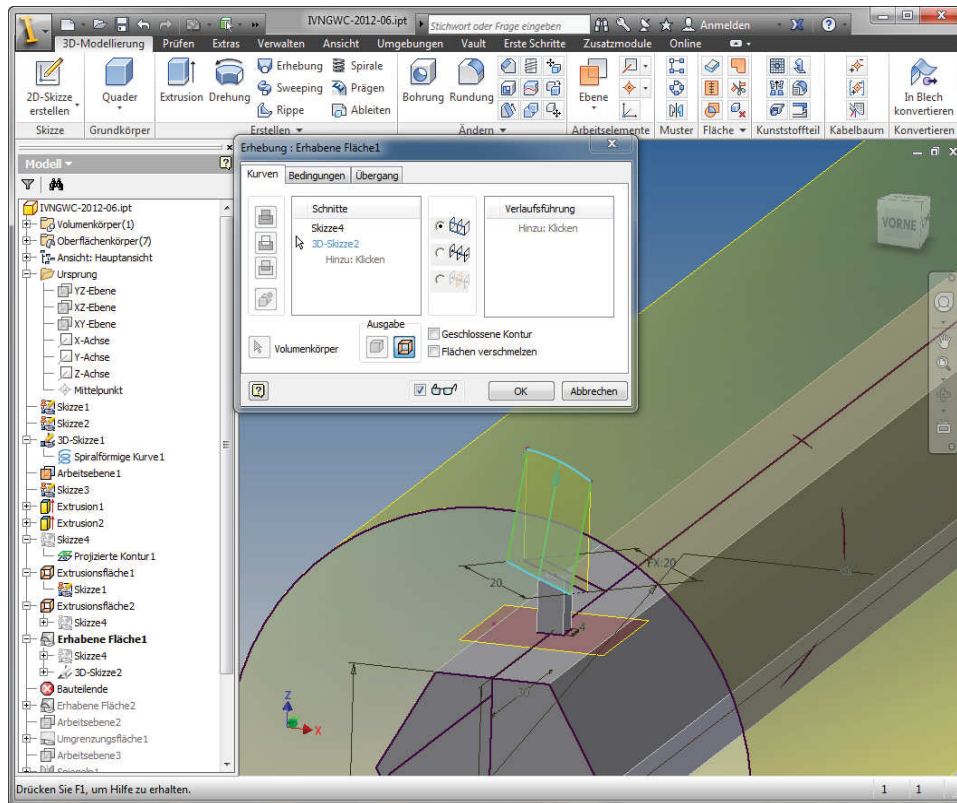 IVNGWC-2012-06.ipt
Stichwort oder Frage eingeben
Anmelden
3D-Modellierung Prüfen Extras Verwalten Ansicht Umgebungen Vault Erste Schritte Zusatzmodule Online
2D-Skizze erstellen
Quader
Extrusion
Drehung
Erhebung
Sweeping
Rippe
Spirale
Prägen
Ableiten
Bohrung
Rundung
Ebene
In Blech konvertieren
Skizze Grundkörper Erstellen Ändern Arbeitselemente Muster Fläche Kunststoffteil Kabelbaum Konvertieren
Modell
IVNGWC-2012-06.ipt
Volumenkörper(1)
Oberflächenkörper(7)
Ansicht: Hauptansicht
Ursprung
YZ-Ebene
XZ-Ebene
XY-Ebene
X-Achse
Y-Achse
Z-Achse
Mittelpunkt
Skizze1
Skizze2
3D-Skizze1
Spiralförmige Kurve1
Arbeitsebene1
Skizze3
Extrusion1
Extrusion2
Skizze4
Projizierte Kontur1
Extrusionsfläche1
Skizze1
Extrusionsfläche2
Skizze4
Erhabene Fläche1
Skizze4
3D-Skizze2
Bauteilende
Erhabene Fläche2
Arbeitsebene2
Umgrenzungsfläche1
Arbeitsebene3
Erhebung : Erhabene Fläche1
Kurven Bedingungen Übergang
Schnitte
Skizze4
3D-Skizze2
Hinzu: Klicken
Verlaufsführung
Hinzu: Klicken
Ausgabe
Volumenkörper
Geschlossene Kontur
Flächen verschmelzen
OK
Abbrechen
VORNE
FX:20
20
4
30
Z
X
Drücken Sie F1, um Hilfe zu erhalten.
1 1